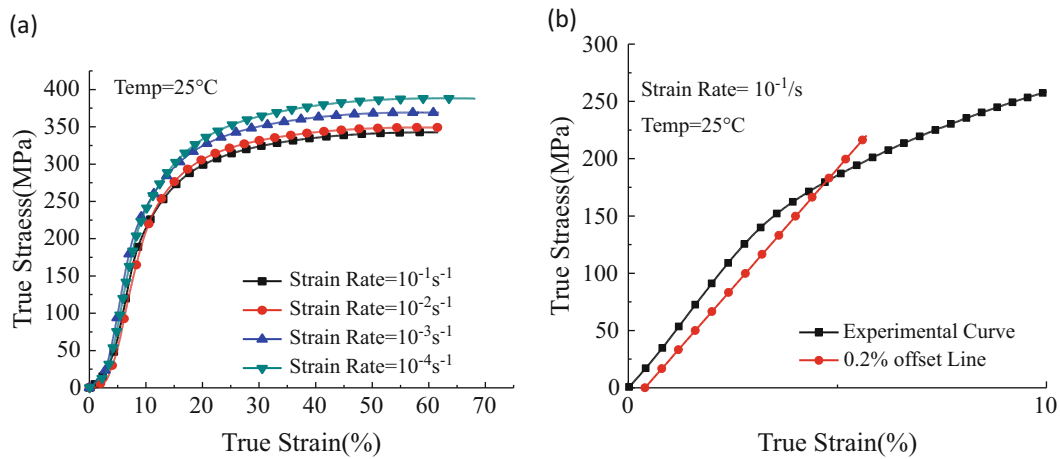 (a)
Temp=25°C
True Straess(MPa)
400
350
300
250
200
150
100
50
0
Strain Rate=10⁻¹s⁻¹
Strain Rate=10⁻²s⁻¹
Strain Rate=10⁻³s⁻¹
Strain Rate=10⁻⁴s⁻¹
0 10 20 30 40 50 60 70
True Strain(%)
(b)
Strain Rate= 10⁻¹/s
Temp=25°C
True Straess(MPa)
300
250
200
150
100
50
0
Experimental Curve
0.2% offset Line
0 10
True Strain(%)